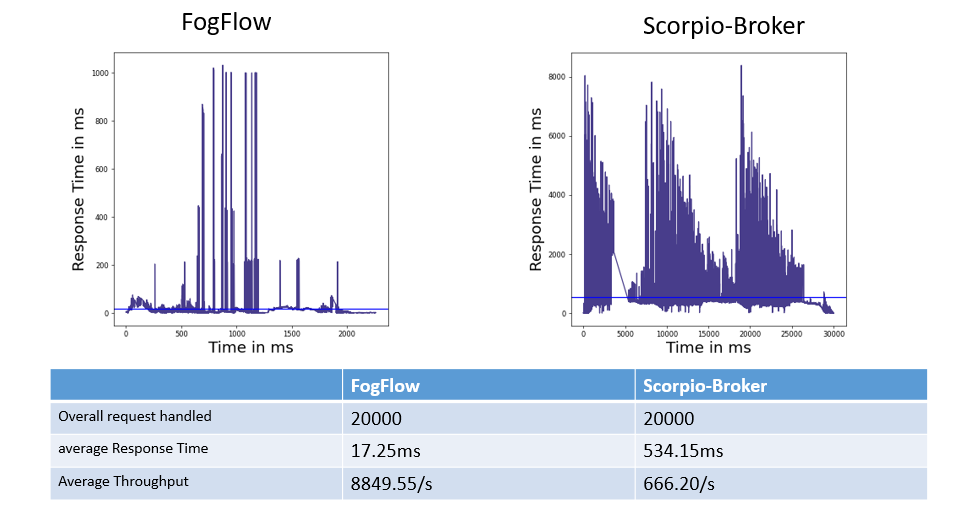 FogFlow
Scorpio-Broker
Response Time in ms
1000
800
600
400
200
0
0 500 1000 1500 2000
Time in ms
Response Time in ms
8000
6000
4000
2000
0
0 5000 10000 15000 20000 25000 30000
Time in ms
FogFlow Scorpio-Broker
Overall request handled 20000 20000
average Response Time 17.25ms 534.15ms
Average Throughput 8849.55/s 666.20/s